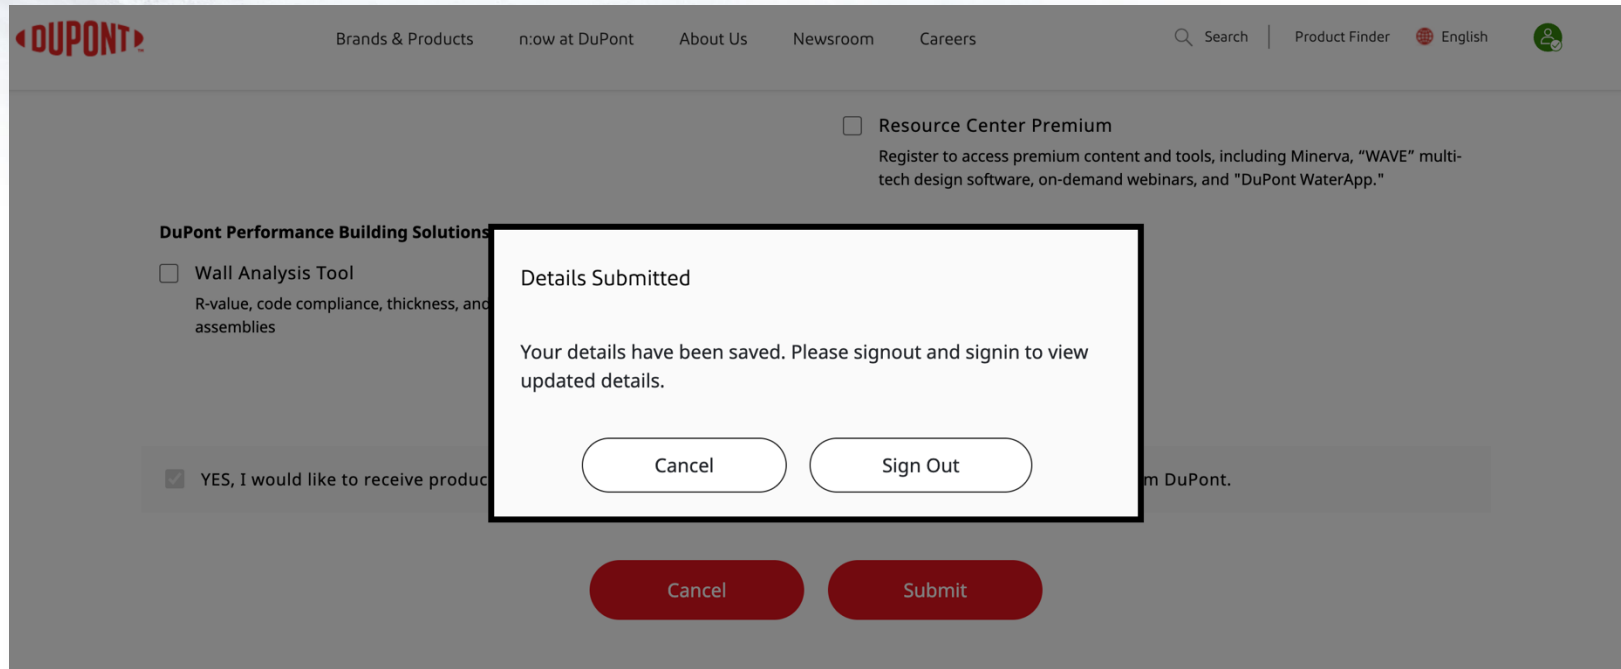 DUPONT™
Brands & Products
n:ow at DuPont
About Us
Newsroom
Careers
Search
Product Finder
English
Resource Center Premium
Register to access premium content and tools, including Minerva, “WAVE” multi-
tech design software, on-demand webinars, and "DuPont WaterApp."
DuPont Performance Building Solutions
Wall Analysis Tool
R-value, code compliance, thickness, and
assemblies
Details Submitted
Your details have been saved. Please signout and signin to view
updated details.
Cancel
Sign Out
YES, I would like to receive produc
m DuPont.
Cancel
Submit